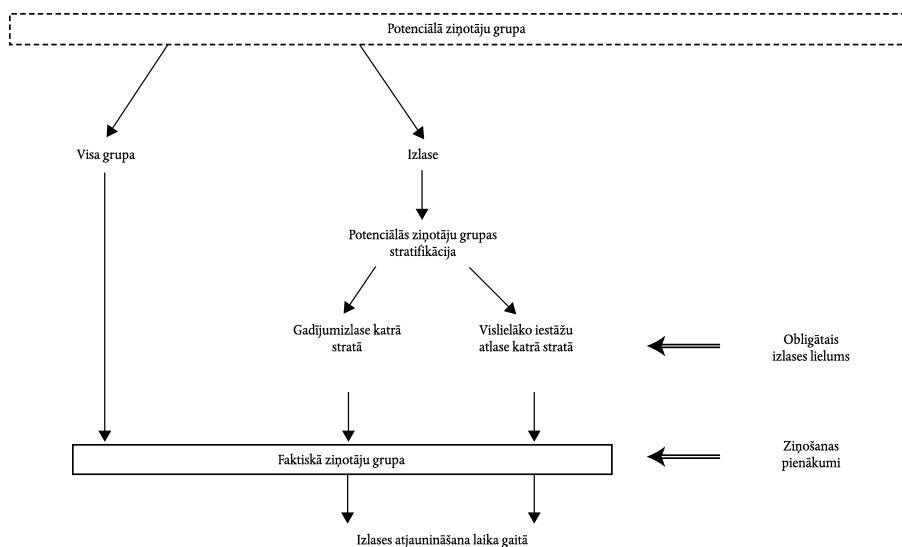 Potenciālā ziņotāju grupa
Visa grupa
Izlase
Potenciālās ziņotāju grupas
stratifikācija
Gadījumizlase katrā
stratā
Vislielāko iestāžu
atlase katrā stratā
Obligātais
izlases lielums
Faktiskā ziņotāju grupa
Ziņošanas
pienākumi
Izlases atjaunināšana laika gaitā